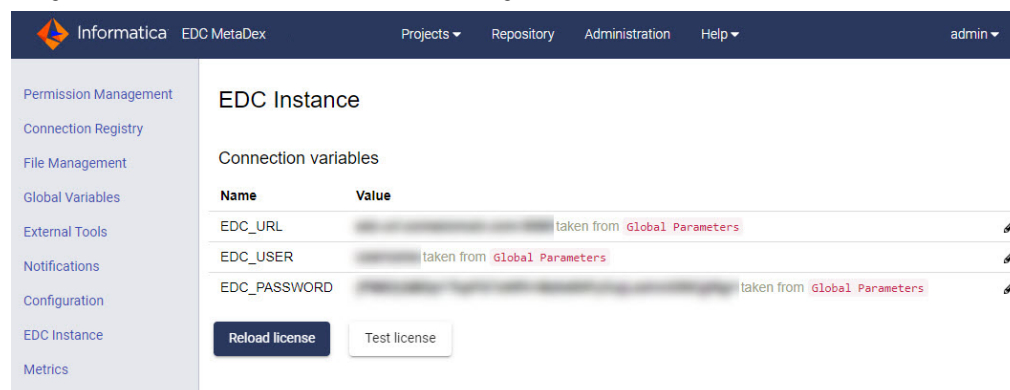 Informatica EDC MetaDex Projects Repository Administration Help admin
Permission Management
Connection Registry
File Management
Global Variables
External Tools
Notifications
Configuration
EDC Instance
Metrics
EDC Instance
Connection variables
Name Value
EDC_URL taken from Global Parameters
EDC_USER taken from Global Parameters
EDC_PASSWORD taken from Global Parameters
Reload license Test license